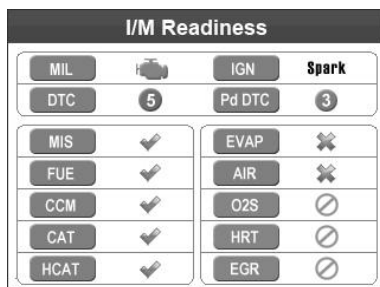 I/M Readiness
MIL IGN Spark
DTC 5 Pd DTC 3
MIS EVAP
FUE AIR
CCM O2S
CAT HRT
HCAT EGR